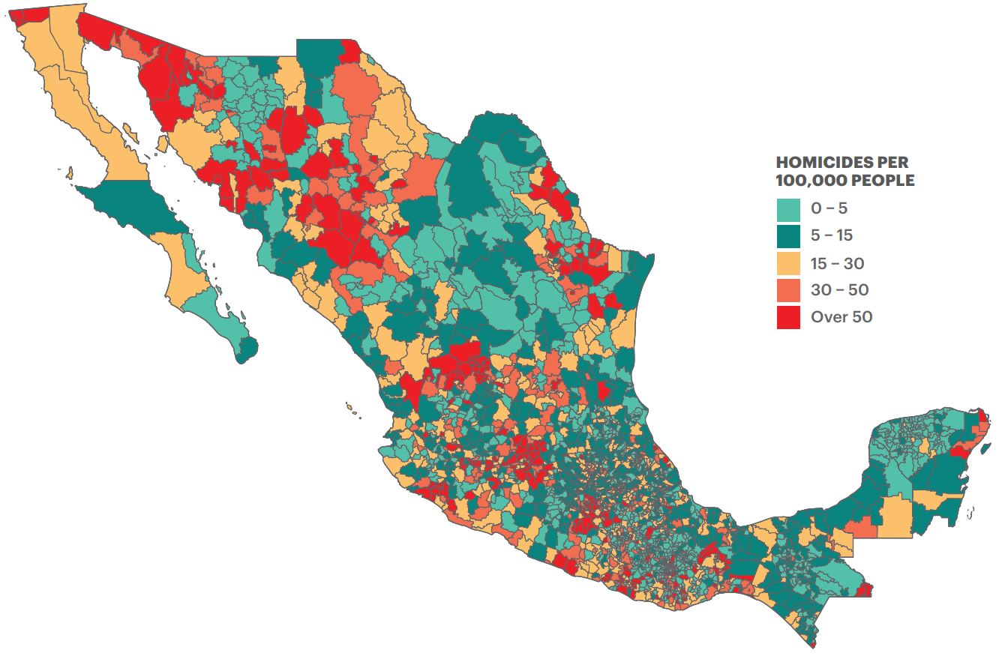 HOMICIDES PER
100,000 PEOPLE
0 – 5
5 – 15
15 – 30
30 – 50
Over 50